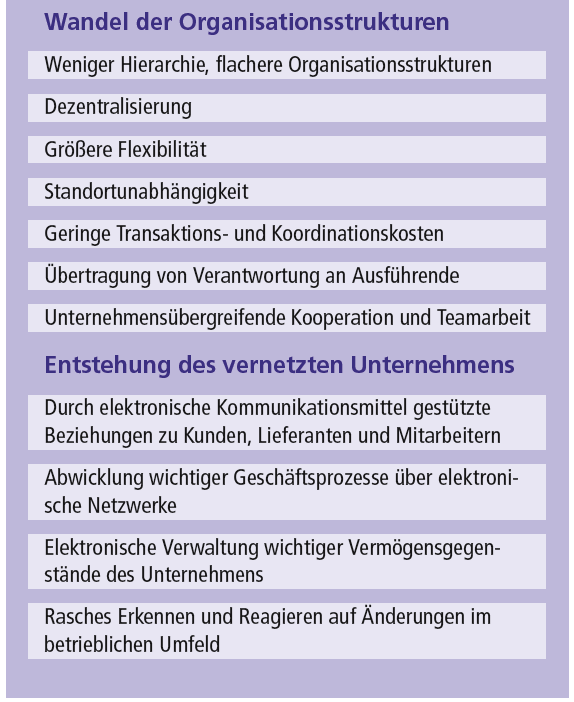 Wandel der Organisationsstrukturen
Weniger Hierarchie, flachere Organisationsstrukturen
Dezentralisierung
Größere Flexibilität
Standortunabhängigkeit
Geringe Transaktions- und Koordinationskosten
Übertragung von Verantwortung an Ausführende
Unternehmensübergreifende Kooperation und Teamarbeit
Entstehung des vernetzten Unternehmens
Durch elektronische Kommunikationsmittel gestützte
Beziehungen zu Kunden, Lieferanten und Mitarbeitern
Abwicklung wichtiger Geschäftsprozesse über elektroni-
sche Netzwerke
Elektronische Verwaltung wichtiger Vermögensgegen-
stände des Unternehmens
Rasches Erkennen und Reagieren auf Änderungen im
betrieblichen Umfeld